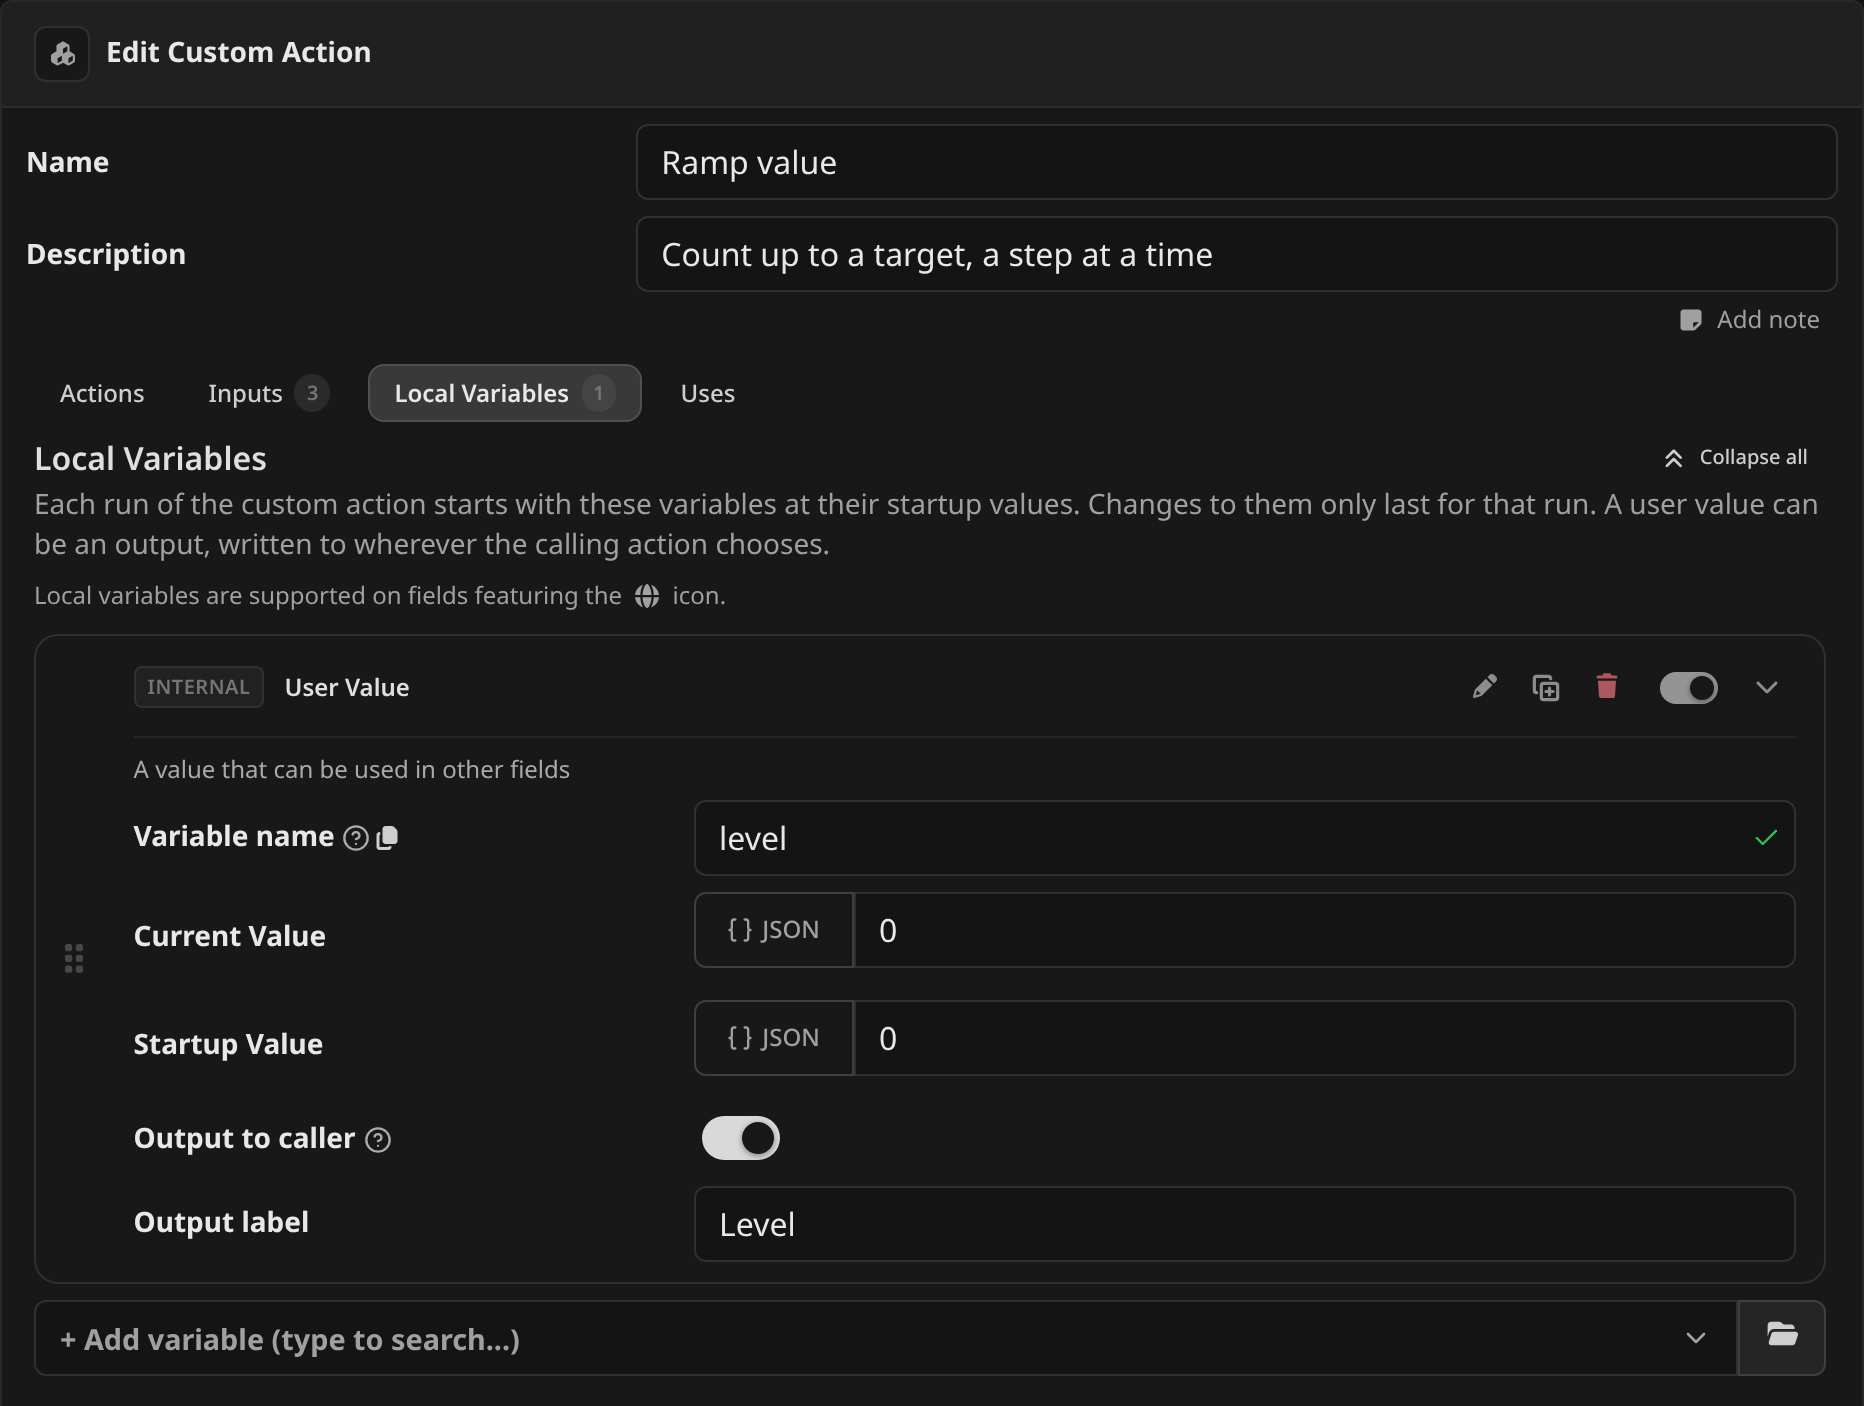 Edit Custom Action
Name
Ramp value
Description
Count up to a target, a step at a time
Add note
Actions
Inputs 3
Local Variables 1
Uses
Local Variables
Collapse all
Each run of the custom action starts with these variables at their startup values. Changes to them only last for that run. A user value can
be an output, written to wherever the calling action chooses.
Local variables are supported on fields featuring the icon.
INTERNAL User Value
A value that can be used in other fields
Variable name
level
Current Value
{ } JSON 0
Startup Value
{ } JSON 0
Output to caller
Output label
Level
+ Add variable (type to search...)